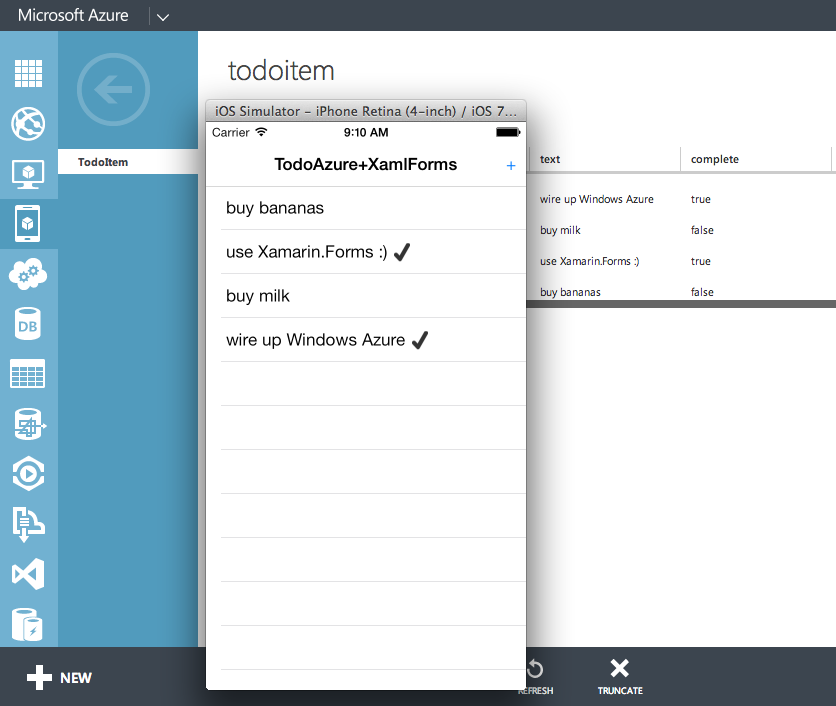 Microsoft Azure
todoitem
TodoItem
iOS Simulator - iPhone Retina (4-inch) / iOS 7...
Carrier 9:10 AM
TodoAzure+XamlForms +
buy bananas
use Xamarin.Forms :) ✔
buy milk
wire up Windows Azure ✔
text complete
wire up Windows Azure true
buy milk false
use Xamarin.Forms :) true
buy bananas false
DB
NEW
REFRESH
TRUNCATE